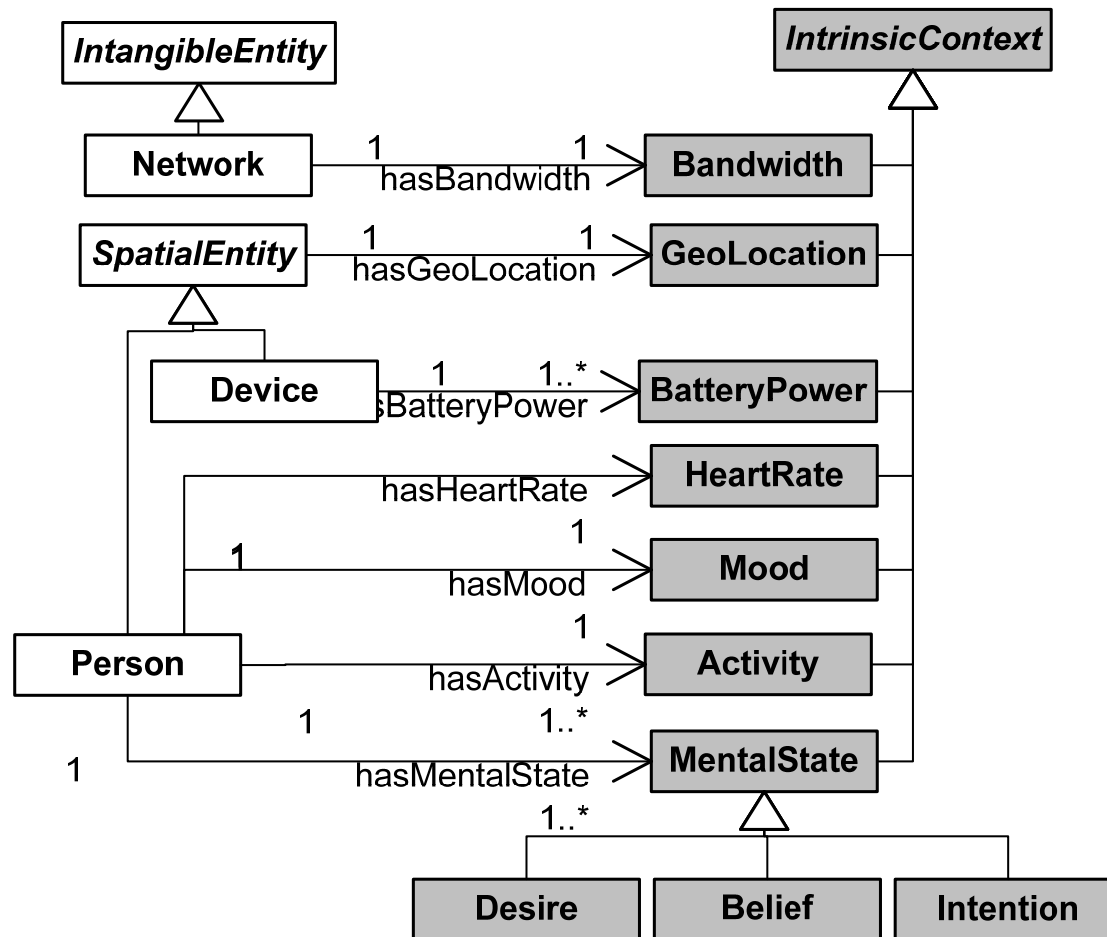 IntangibleEntity
IntrinsicContext
Network
1
1
hasBandwidth
Bandwidth
SpatialEntity
1
1
hasGeoLocation
GeoLocation
Device
1
1..*
sBatteryPower
BatteryPower
hasHeartRate
HeartRate
1
1
hasMood
Mood
Person
1
hasActivity
Activity
1
1..*
1
hasMentalState
MentalState
1..*
Desire
Belief
Intention